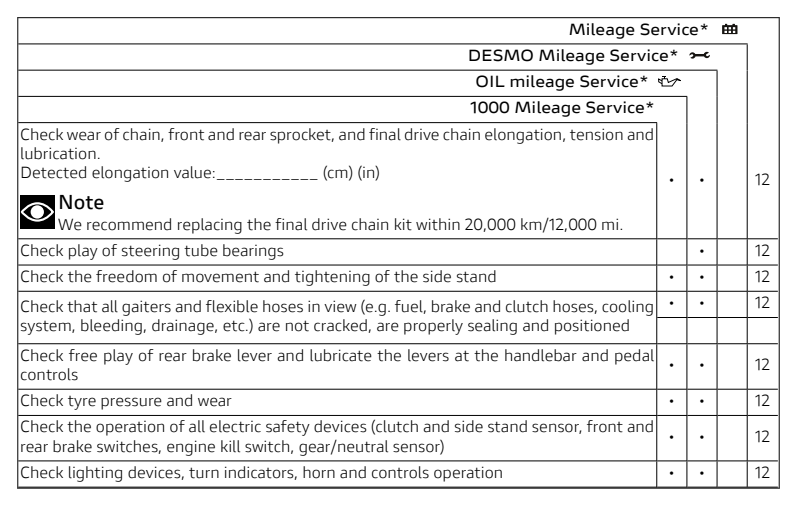 Mileage Service*
DESMO Mileage Service*
OIL mileage Service*
1000 Mileage Service*
Check wear of chain, front and rear sprocket, and final drive chain elongation, tension and
lubrication.
Detected elongation value:___________ (cm) (in)
Note
We recommend replacing the final drive chain kit within 20,000 km/12,000 mi.
• • 12
Check play of steering tube bearings • 12
Check the freedom of movement and tightening of the side stand • • 12
Check that all gaiters and flexible hoses in view (e.g. fuel, brake and clutch hoses, cooling • • 12
system, bleeding, drainage, etc.) are not cracked, are properly sealing and positioned
Check free play of rear brake lever and lubricate the levers at the handlebar and pedal
controls • • 12
Check tyre pressure and wear • • 12
Check the operation of all electric safety devices (clutch and side stand sensor, front and
rear brake switches, engine kill switch, gear/neutral sensor) • • 12
Check lighting devices, turn indicators, horn and controls operation • • 12